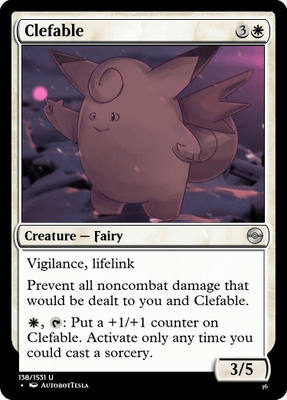 Clefable 3
Creature — Fairy
Vigilance, lifelink
Prevent all noncombat damage that
would be dealt to you and Clefable.
, : Put a +1/+1 counter on
Clefable. Activate only any time you
could cast a sorcery.
3/5
138/1531 U
• AutobotTesla